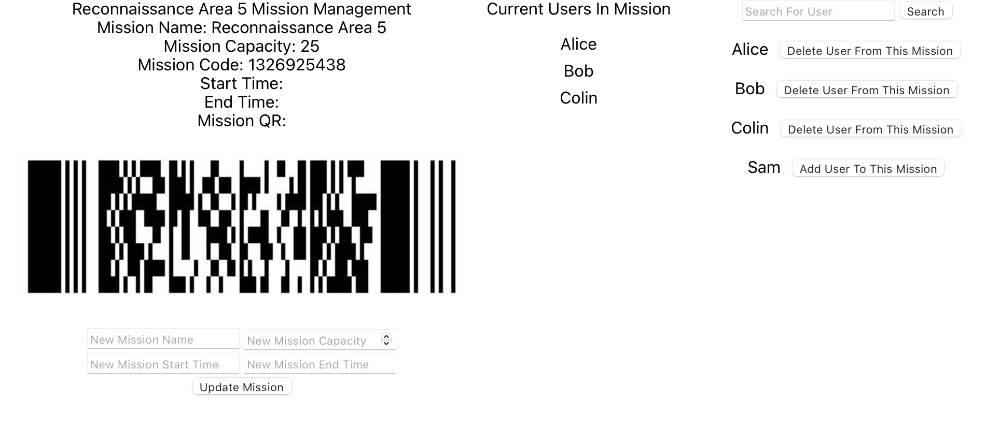 Reconnaissance Area 5 Mission Management
Mission Name: Reconnaissance Area 5
Mission Capacity: 25
Mission Code: 1326925438
Start Time:
End Time:
Mission QR:
New Mission Name
New Mission Capacity
New Mission Start Time
New Mission End Time
Update Mission
Current Users In Mission
Alice
Bob
Colin
Search For User
Search
Alice Delete User From This Mission
Bob Delete User From This Mission
Colin Delete User From This Mission
Sam Add User To This Mission